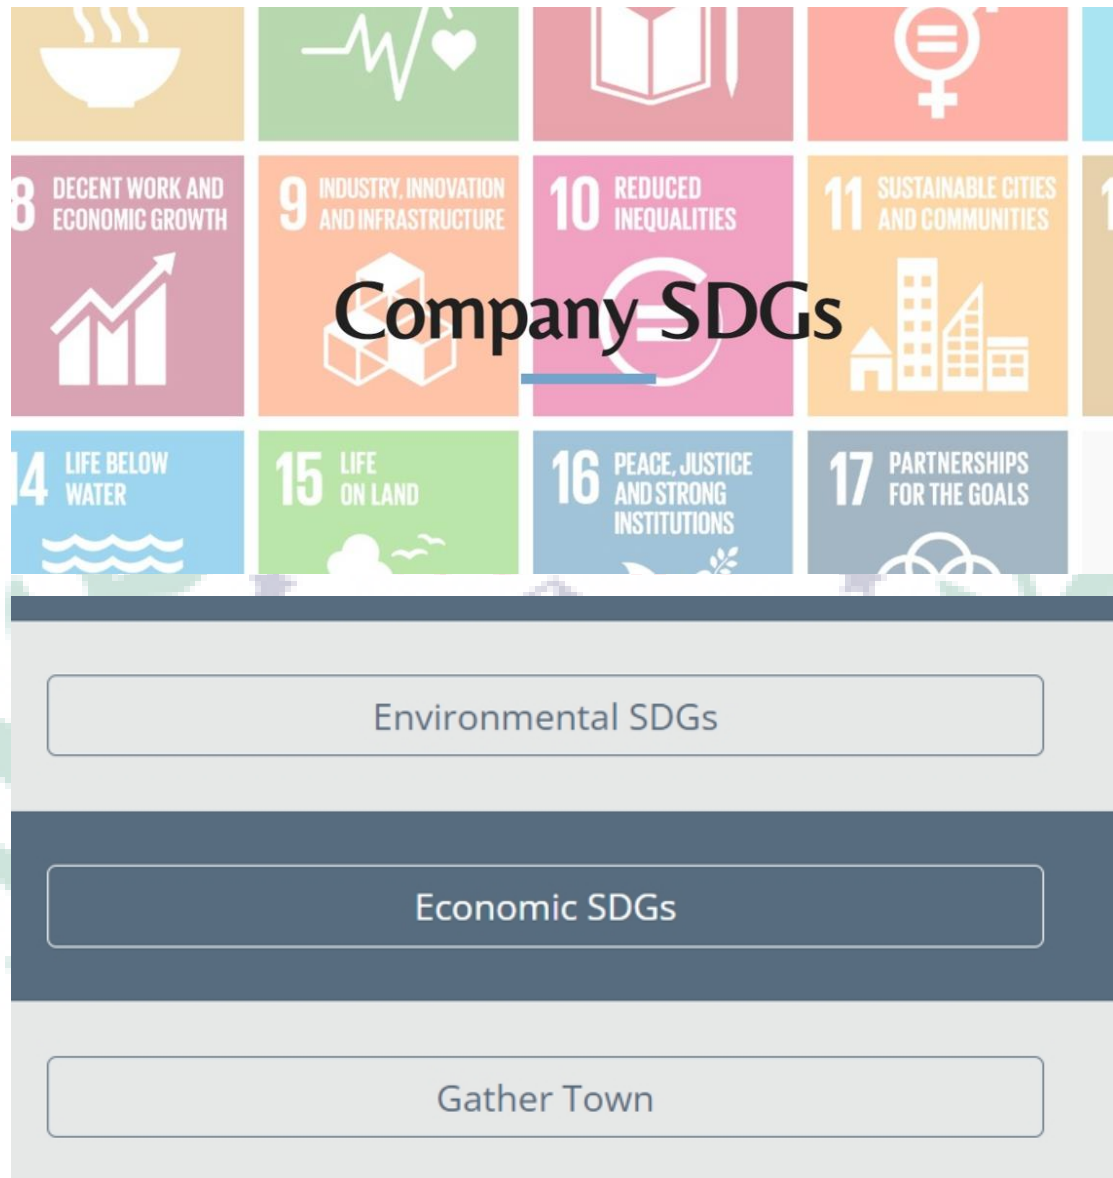 8 DECENT WORK AND
ECONOMIC GROWTH
9 INDUSTRY, INNOVATION
AND INFRASTRUCTURE
10 REDUCED
INEQUALITIES
11 SUSTAINABLE CITIES
AND COMMUNITIES
Company SDGs
14 LIFE BELOW
WATER
15 LIFE
ON LAND
16 PEACE, JUSTICE
AND STRONG
INSTITUTIONS
17 PARTNERSHIPS
FOR THE GOALS
Environmental SDGs
Economic SDGs
Gather Town